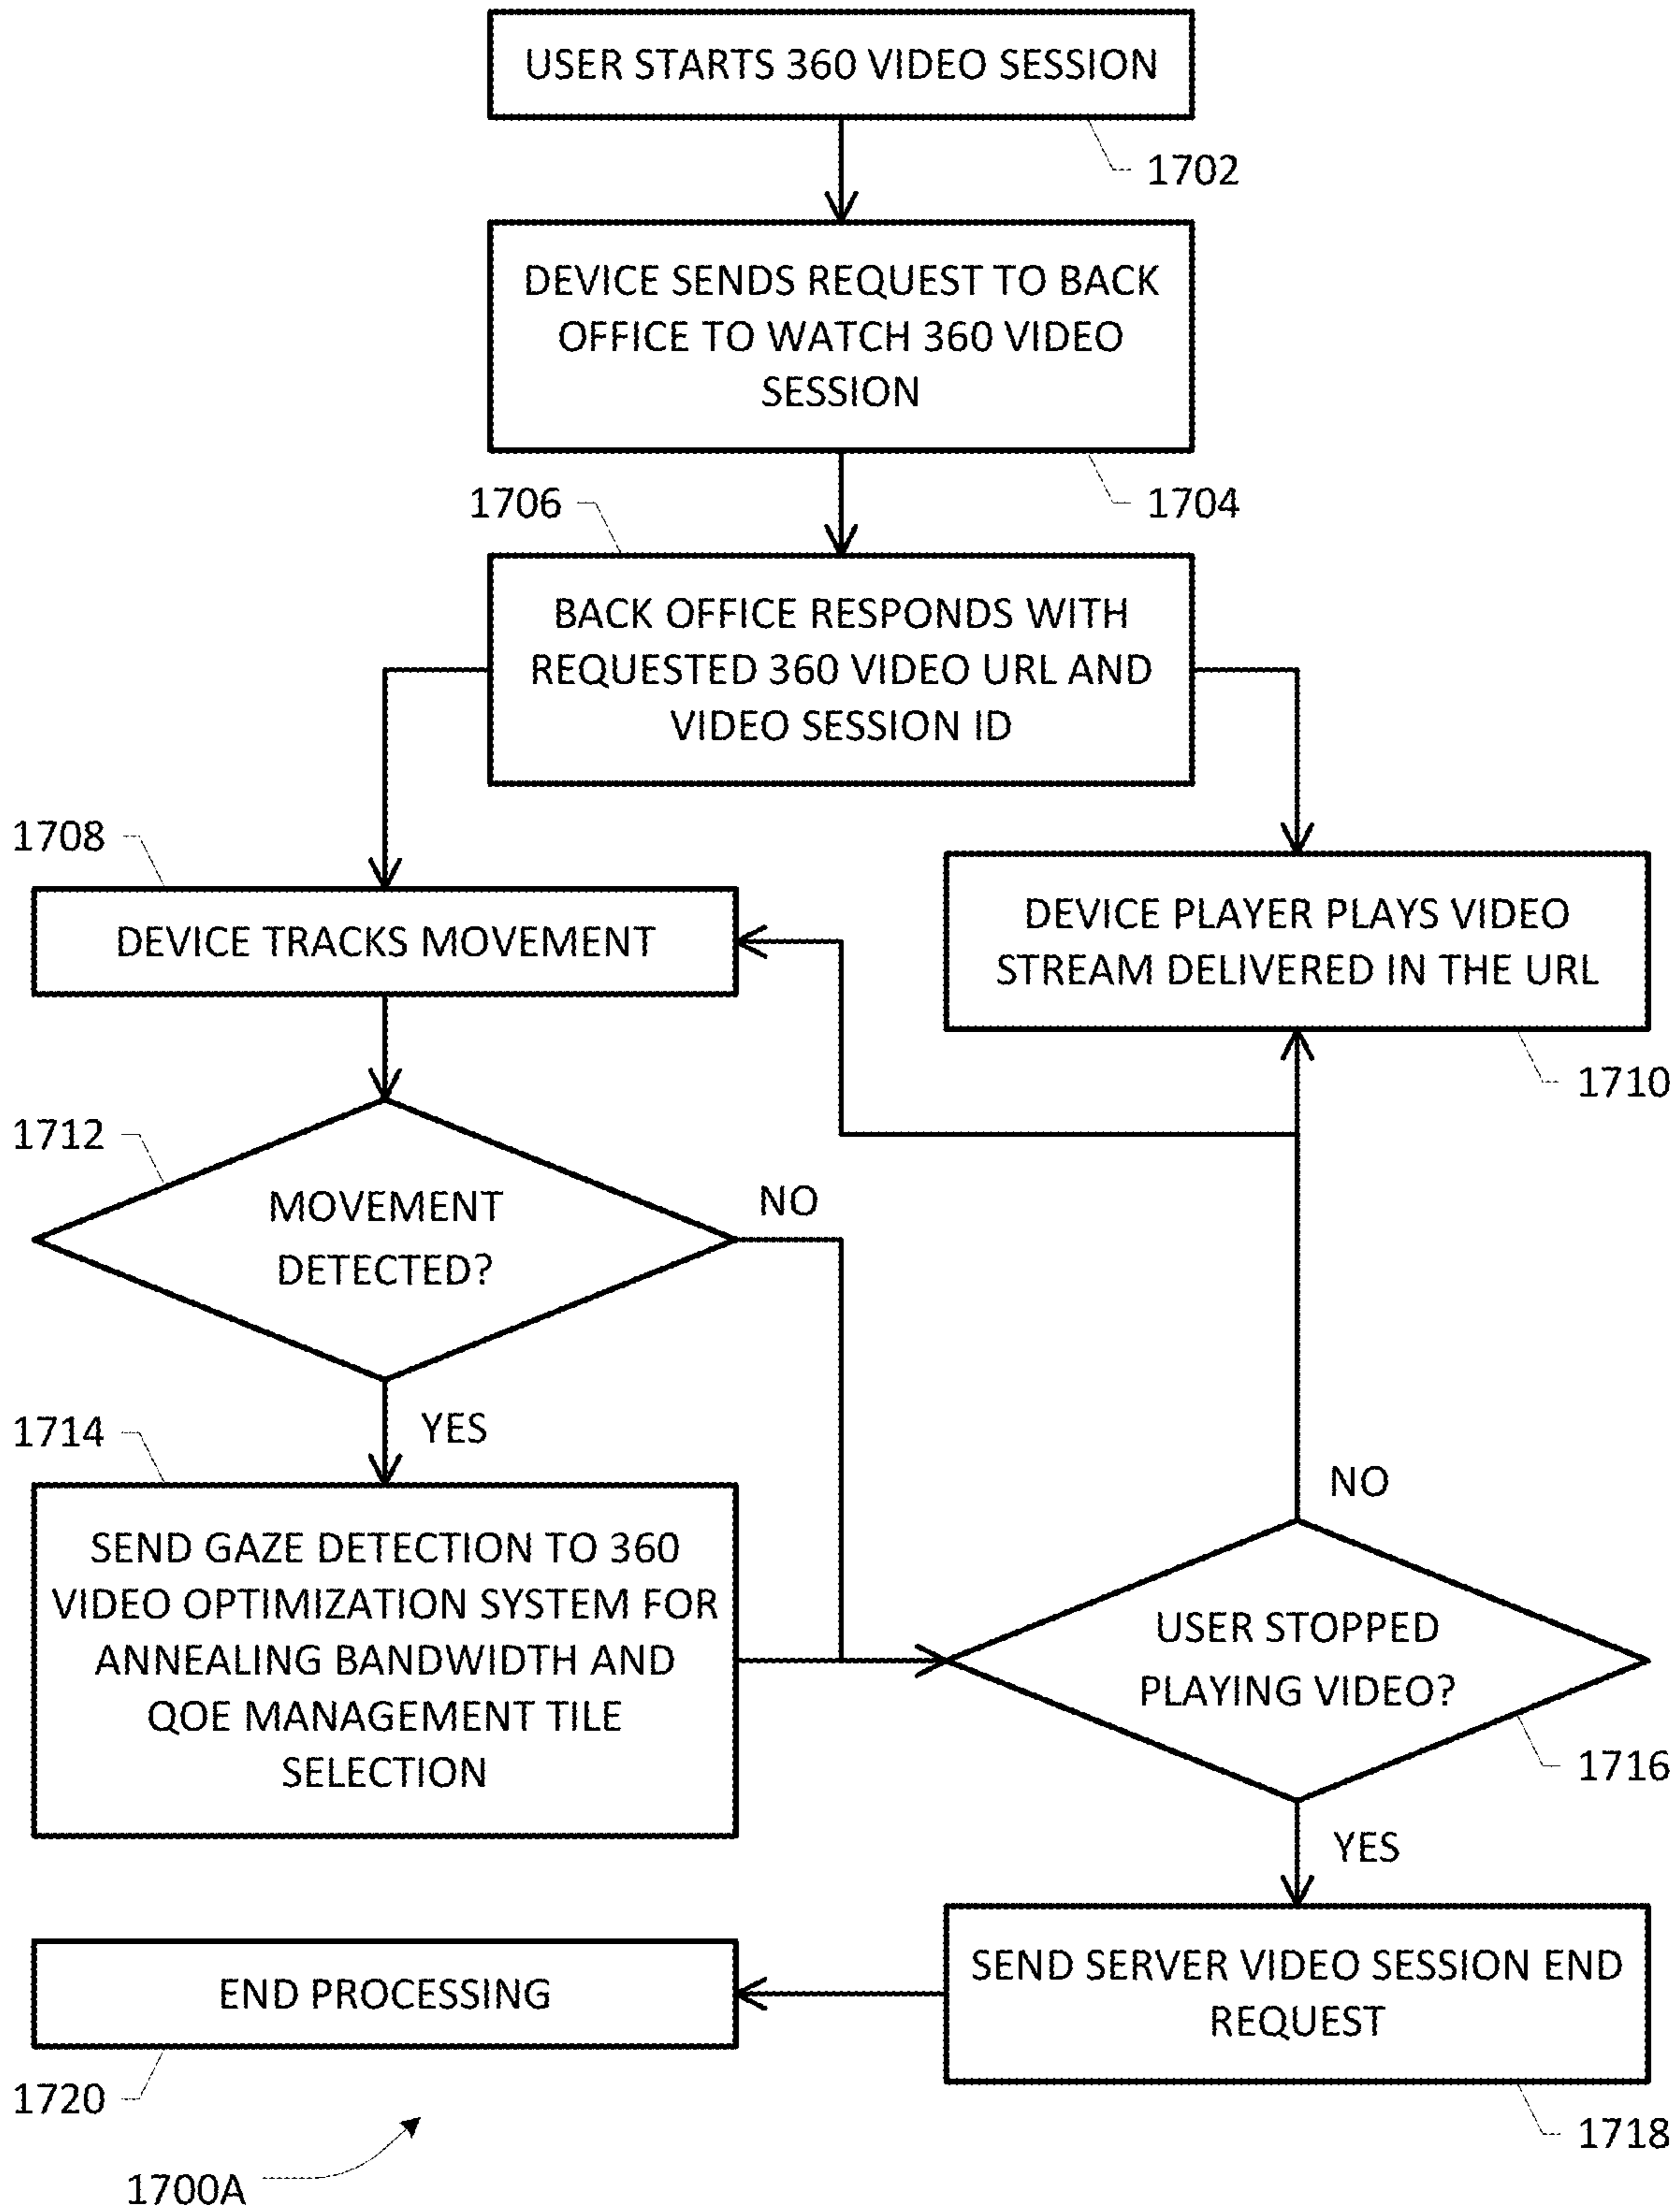 USER STARTS 360 VIDEO SESSION
1702
DEVICE SENDS REQUEST TO BACK
OFFICE TO WATCH 360 VIDEO
SESSION
1704
1706
BACK OFFICE RESPONDS WITH
REQUESTED 360 VIDEO URL AND
VIDEO SESSION ID
1708
DEVICE TRACKS MOVEMENT
DEVICE PLAYER PLAYS VIDEO
STREAM DELIVERED IN THE URL
1710
1712
MOVEMENT
DETECTED?
NO
YES
1714
SEND GAZE DETECTION TO 360
VIDEO OPTIMIZATION SYSTEM FOR
ANNEALING BANDWIDTH AND
QOE MANAGEMENT TILE
SELECTION
NO
USER STOPPED
PLAYING VIDEO?
1716
YES
SEND SERVER VIDEO SESSION END
REQUEST
1718
END PROCESSING
1720
1700A